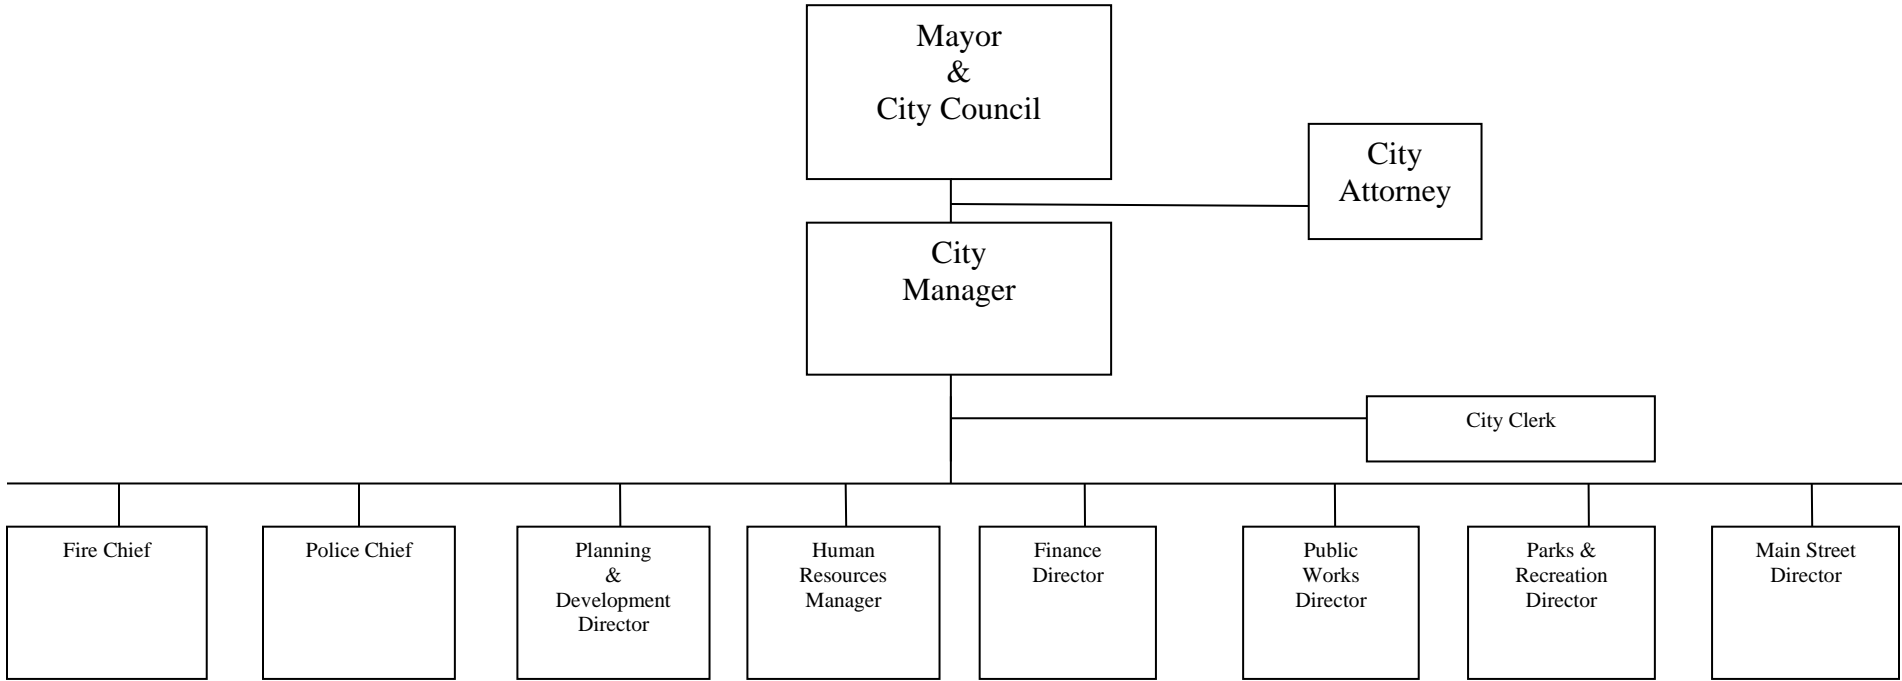 Mayor
&
City Council
City
Attorney
City
Manager
City Clerk
Fire Chief
Police Chief
Planning
&
Development
Director
Human
Resources
Manager
Finance
Director
Public
Works
Director
Parks &
Recreation
Director
Main Street
Director